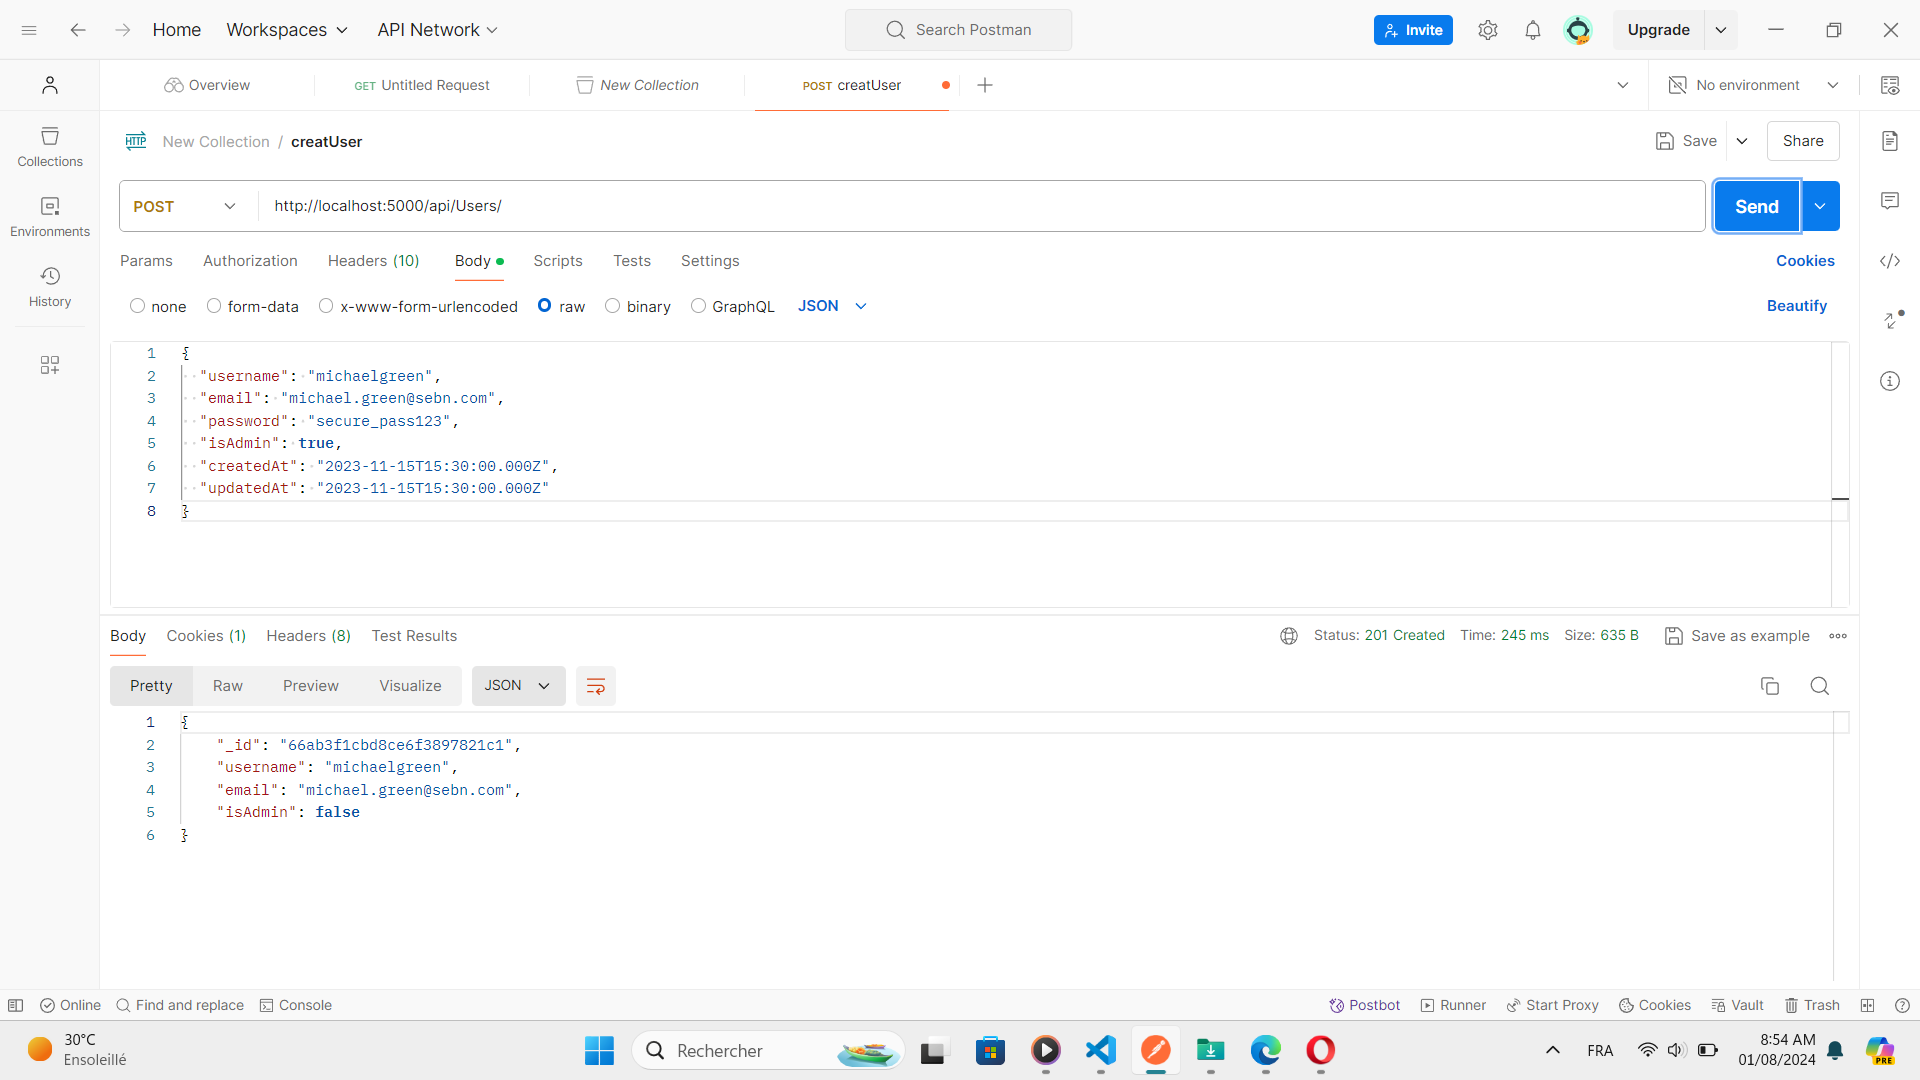 Home Workspaces API Network Search Postman Invite Upgrade
Overview GET Untitled Request New Collection POST creatUser No environment
HTTP New Collection / creatUser Save Share
Collections
Environments
History
POST http://localhost:5000/api/Users/ Send
Params Authorization Headers (10) Body Scripts Tests Settings Cookies
none form-data x-www-form-urlencoded raw binary GraphQL JSON Beautify
1 {
2 "username": "michaelgreen",
3 "email": "michael.green@sebn.com",
4 "password": "secure_pass123",
5 "isAdmin": true,
6 "createdAt": "2023-11-15T15:30:00.000Z",
7 "updatedAt": "2023-11-15T15:30:00.000Z"
8 }
Body Cookies (1) Headers (8) Test Results Status: 201 Created Time: 245 ms Size: 635 B Save as example
Pretty Raw Preview Visualize JSON
1 {
2 "_id": "66ab3f1cbd8ce6f3897821c1",
3 "username": "michaelgreen",
4 "email": "michael.green@sebn.com",
5 "isAdmin": false
6 }
Online Find and replace Console Postbot Runner Start Proxy Cookies Vault Trash
30°C
Ensoleillé
Rechercher
FRA
8:54 AM
01/08/2024
PRE